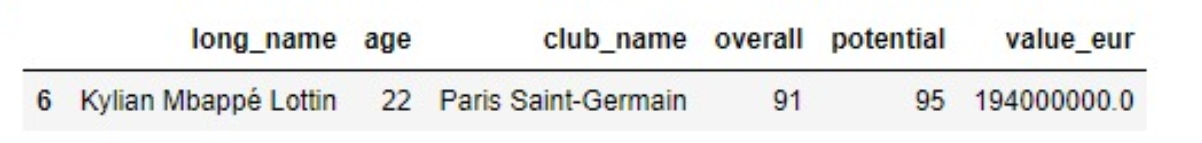 long_name age club_name overall potential value_eur
6 Kylian Mbappé Lottin 22 Paris Saint-Germain 91 95 194000000.0